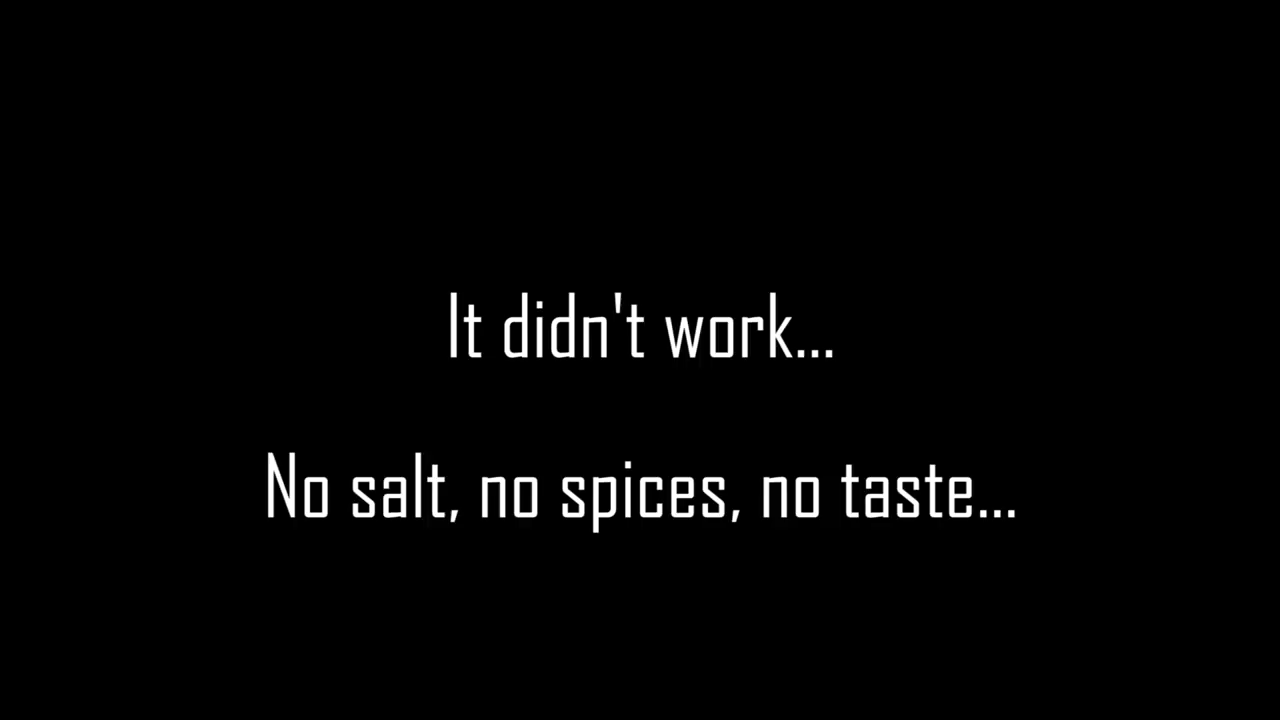 It didn't work...
No salt, no spices, no taste...